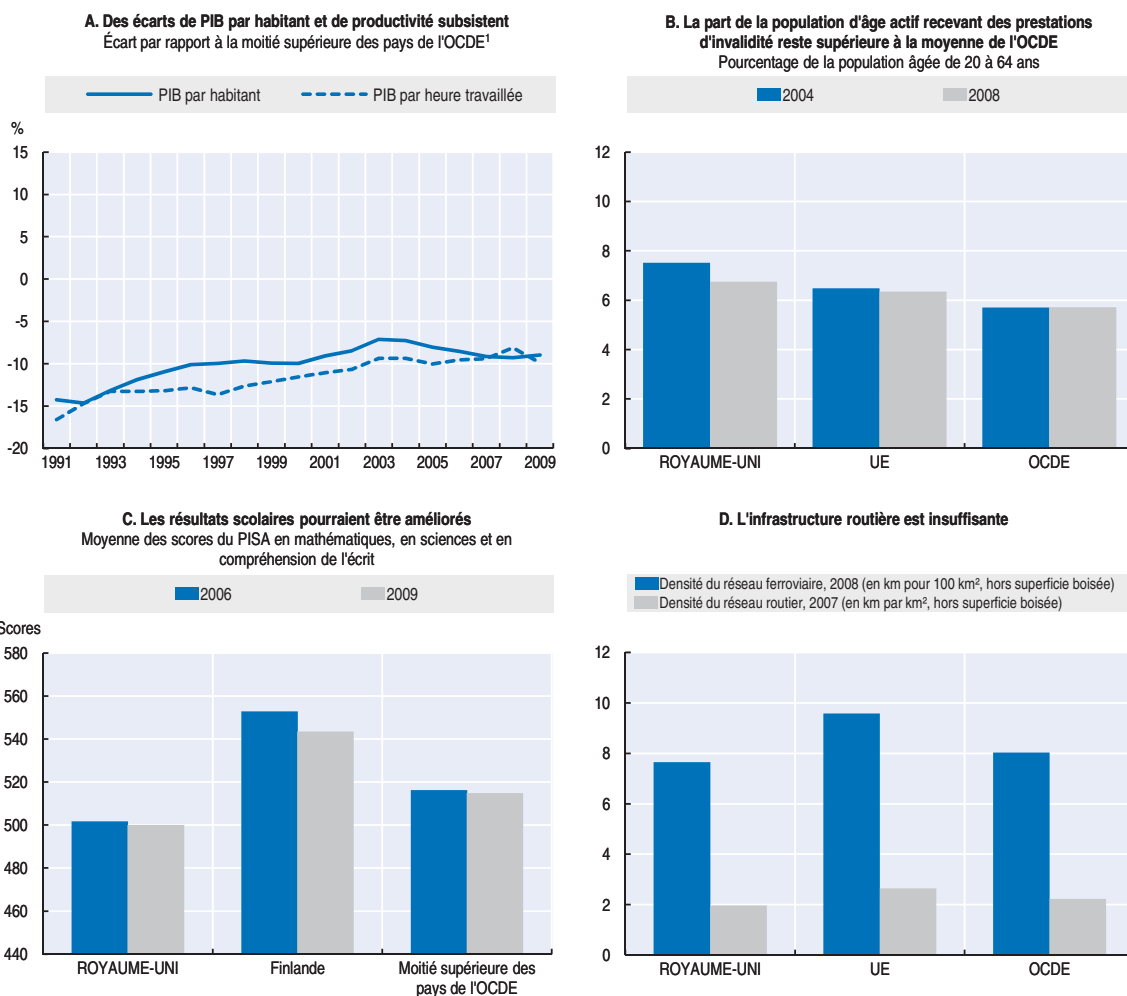 A. Des écarts de PIB par habitant et de productivité subsistent
Écart par rapport à la moitié supérieure des pays de l'OCDE¹
PIB par habitant
PIB par heure travaillée
%
15
10
5
0
-5
-10
-15
-20
1991 1993 1995 1997 1999 2001 2003 2005 2007 2009
B. La part de la population d'âge actif recevant des prestations
d'invalidité reste supérieure à la moyenne de l'OCDE
Pourcentage de la population âgée de 20 à 64 ans
2004
2008
12
10
8
6
4
2
0
ROYAUME-UNI UE OCDE
C. Les résultats scolaires pourraient être améliorés
Moyenne des scores du PISA en mathématiques, en sciences et en
compréhension de l'écrit
2006
2009
Scores
580
560
540
520
500
480
460
440
ROYAUME-UNI Finlande Moitié supérieure des
pays de l'OCDE
D. L'infrastructure routière est insuffisante
Densité du réseau ferroviaire, 2008 (en km pour 100 km², hors superficie boisée)
Densité du réseau routier, 2007 (en km par km², hors superficie boisée)
12
10
8
6
4
2
0
ROYAUME-UNI UE OCDE